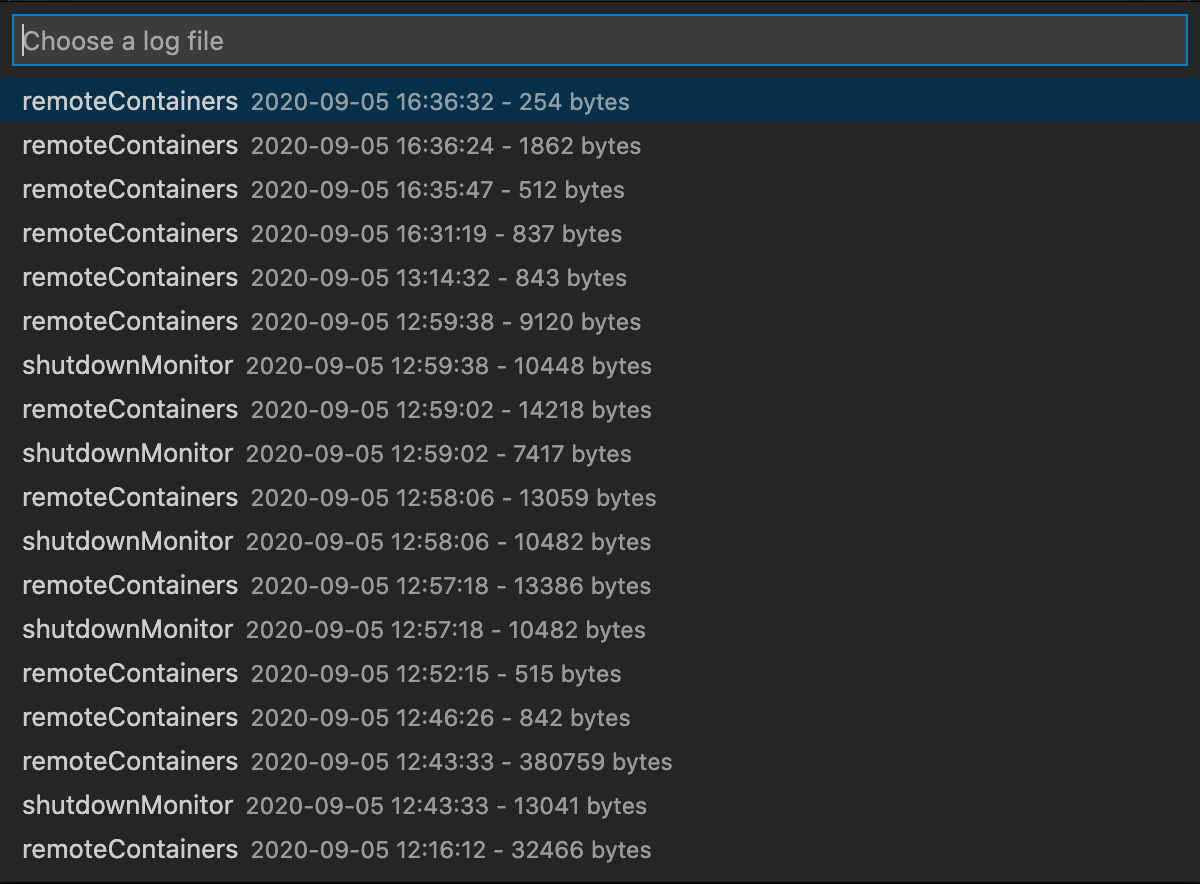 Choose a log file
remoteContainers 2020-09-05 16:36:32 - 254 bytes
remoteContainers 2020-09-05 16:36:24 - 1862 bytes
remoteContainers 2020-09-05 16:35:47 - 512 bytes
remoteContainers 2020-09-05 16:31:19 - 837 bytes
remoteContainers 2020-09-05 13:14:32 - 843 bytes
remoteContainers 2020-09-05 12:59:38 - 9120 bytes
shutdownMonitor 2020-09-05 12:59:38 - 10448 bytes
remoteContainers 2020-09-05 12:59:02 - 14218 bytes
shutdownMonitor 2020-09-05 12:59:02 - 7417 bytes
remoteContainers 2020-09-05 12:58:06 - 13059 bytes
shutdownMonitor 2020-09-05 12:58:06 - 10482 bytes
remoteContainers 2020-09-05 12:57:18 - 13386 bytes
shutdownMonitor 2020-09-05 12:57:18 - 10482 bytes
remoteContainers 2020-09-05 12:52:15 - 515 bytes
remoteContainers 2020-09-05 12:46:26 - 842 bytes
remoteContainers 2020-09-05 12:43:33 - 380759 bytes
shutdownMonitor 2020-09-05 12:43:33 - 13041 bytes
remoteContainers 2020-09-05 12:16:12 - 32466 bytes